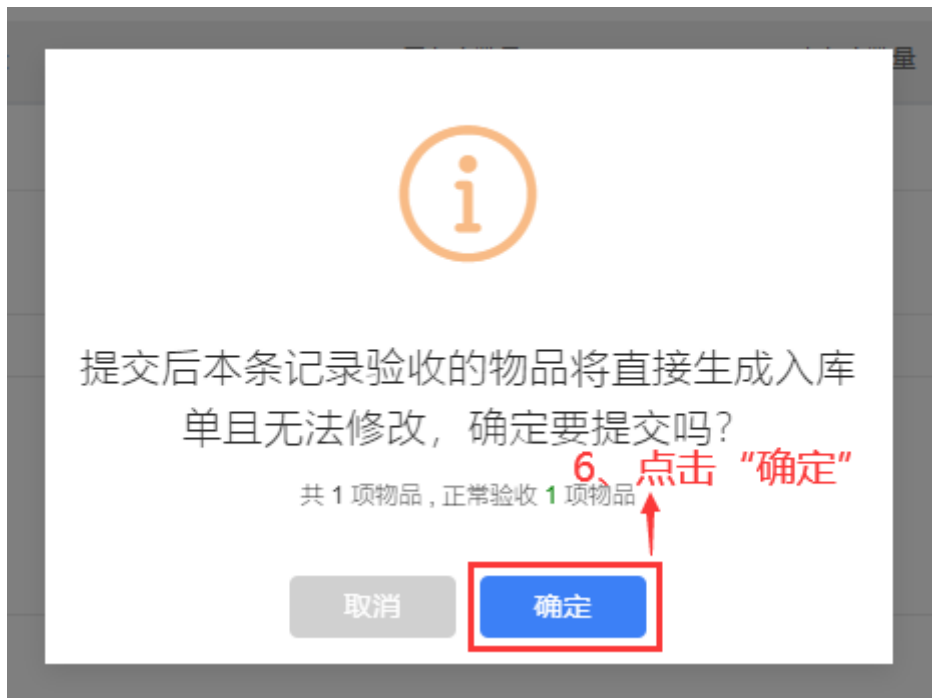 量
提交后本条记录验收的物品将直接生成入库
单且无法修改，确定要提交吗？
6、点击“确定”
共 1 项物品 , 正常验收 1 项物品
取消
确定